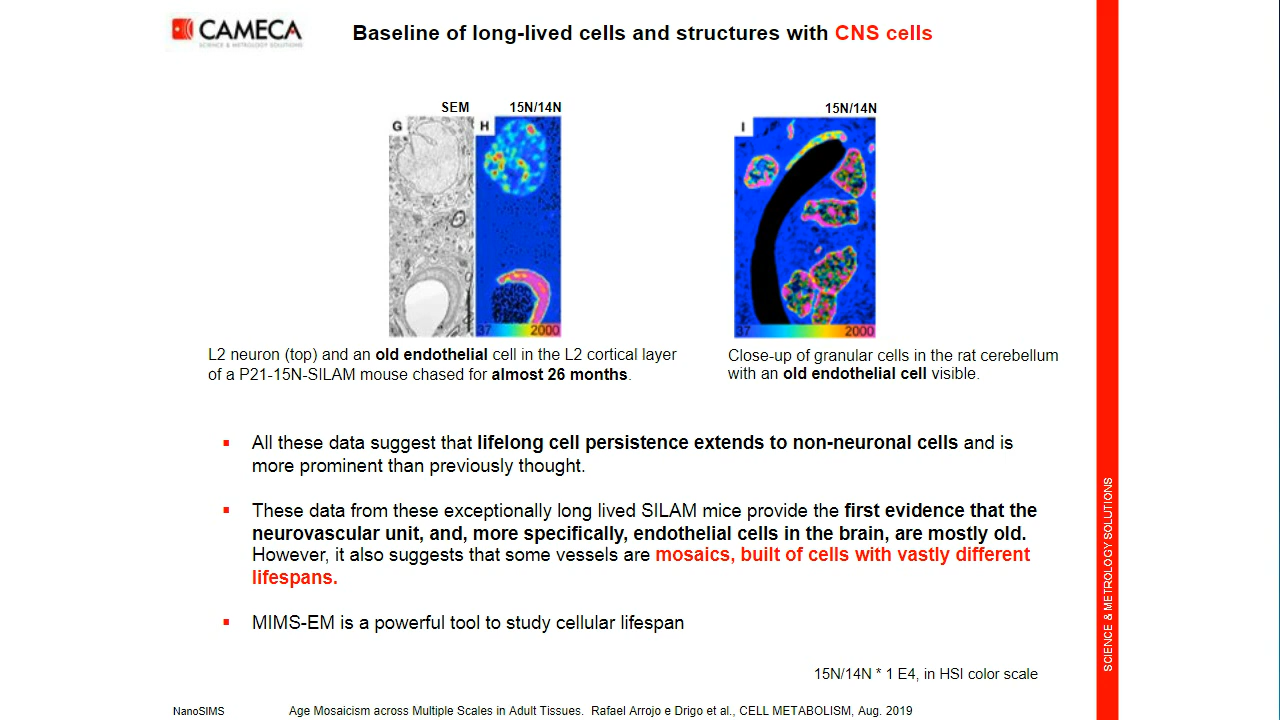 CAMECA
SCIENCE & METROLOGY SOLUTIONS
Baseline of long-lived cells and structures with CNS cells
SEM
15N/14N
15N/14N
G
H
I
37
2000
37
2000
L2 neuron (top) and an old endothelial cell in the L2 cortical layer
of a P21-15N-SILAM mouse chased for almost 26 months.
Close-up of granular cells in the rat cerebellum
with an old endothelial cell visible.
▪ All these data suggest that lifelong cell persistence extends to non-neuronal cells and is
more prominent than previously thought.
▪ These data from these exceptionally long lived SILAM mice provide the first evidence that the
neurovascular unit, and, more specifically, endothelial cells in the brain, are mostly old.
However, it also suggests that some vessels are mosaics, built of cells with vastly different
lifespans.
▪ MIMS-EM is a powerful tool to study cellular lifespan
15N/14N * 1 E4, in HSI color scale
SCIENCE & METROLOGY SOLUTIONS
NanoSIMS
Age Mosaicism across Multiple Scales in Adult Tissues. Rafael Arrojo e Drigo et al., CELL METABOLISM, Aug. 2019